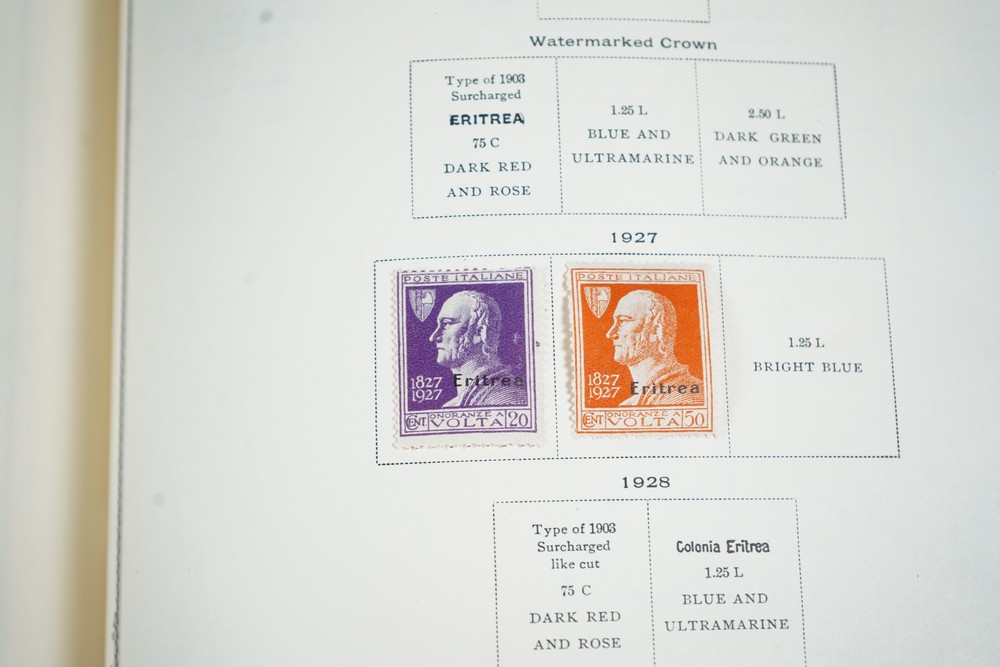 Watermarked Crown
Type of 1903
Surcharged
ERITREA
75 C
DARK RED
AND ROSE
1.25 L
BLUE AND
ULTRAMARINE
2.50 L
DARK GREEN
AND ORANGE
1927
POSTE ITALIANE
1827
1927
Eritrea
CENT.
ONORANZE A
VOLTA
20
POSTE ITALIANE
1827
1927
Eritrea
CENT.
ONORANZE A
VOLTA
50
1.25 L
BRIGHT BLUE
1928
Type of 1903
Surcharged
like cut
75 C
DARK RED
AND ROSE
Colonia Eritrea
1.25 L
BLUE AND
ULTRAMARINE